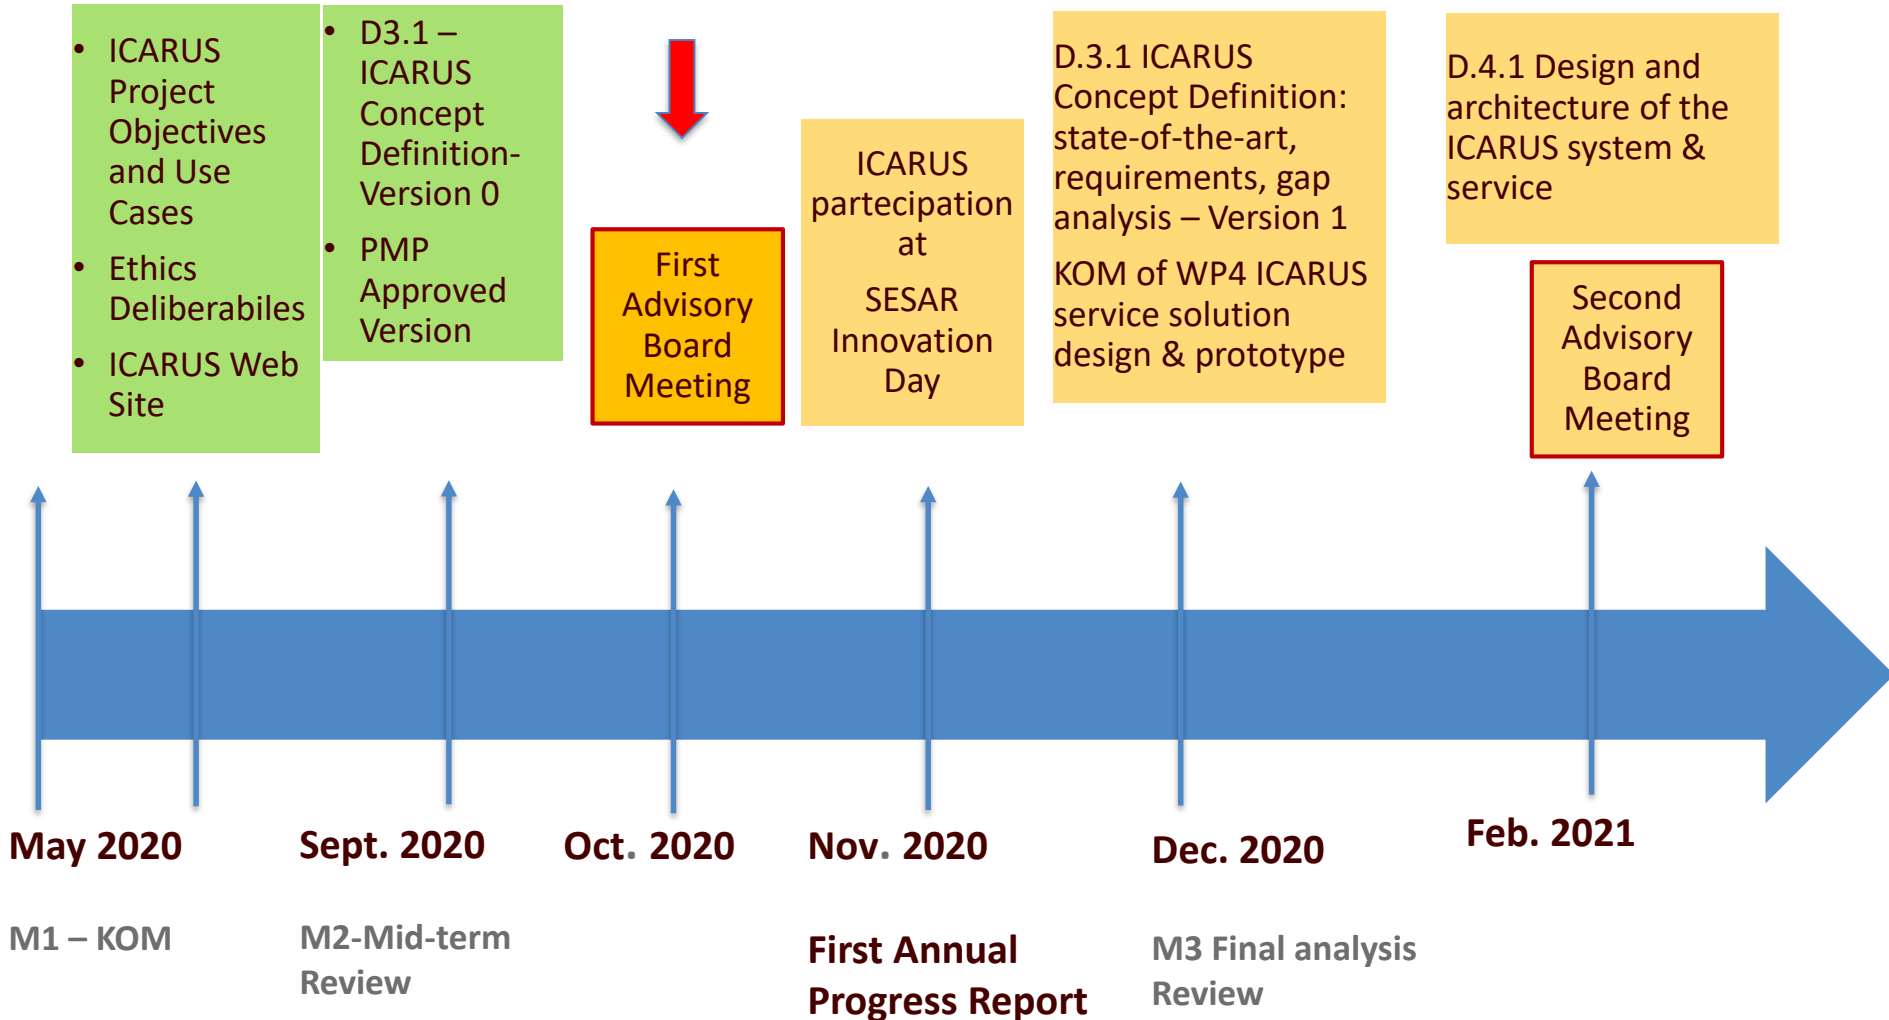 • ICARUS
Project
Objectives
and Use
Cases
• Ethics
Deliberabiles
• ICARUS Web
Site
• D3.1 –
ICARUS
Concept
Definition-
Version 0
• PMP
Approved
Version
First
Advisory
Board
Meeting
ICARUS
partecipation
at
SESAR
Innovation
Day
D.3.1 ICARUS
Concept Definition:
state-of-the-art,
requirements, gap
analysis – Version 1
KOM of WP4 ICARUS
service solution
design & prototype
D.4.1 Design and
architecture of the
ICARUS system &
service
Second
Advisory
Board
Meeting
May 2020
Sept. 2020
Oct. 2020
Nov. 2020
Dec. 2020
Feb. 2021
M1 – KOM
M2-Mid-term
Review
First Annual
Progress Report
M3 Final analysis
Review